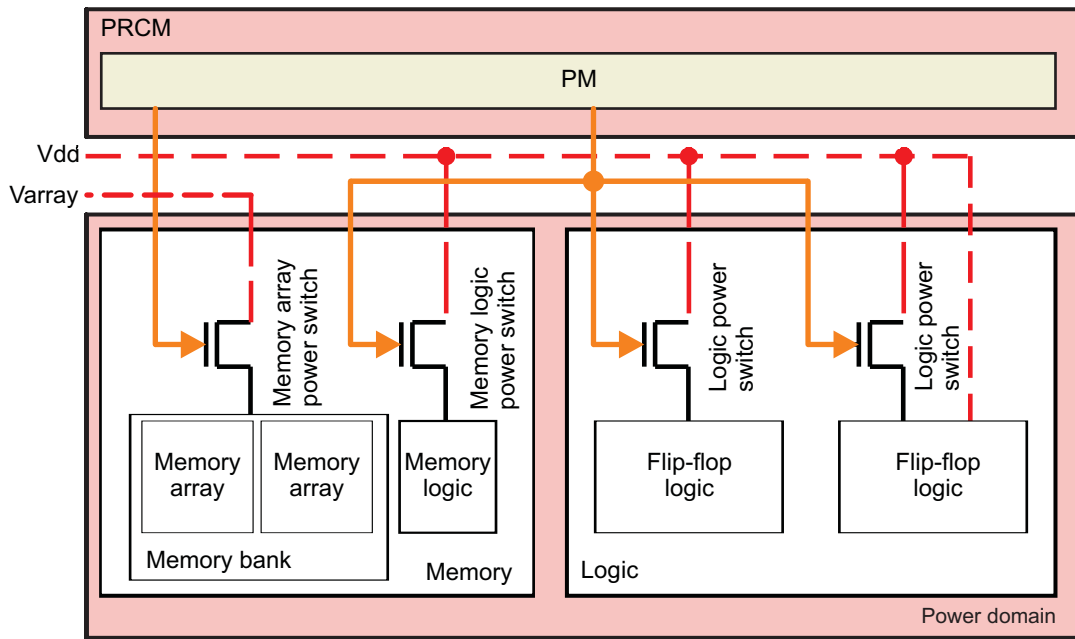 PRCM
PM
Vdd
Varray
Memory array
power switch
Memory logic
power switch
Logic power
switch
Logic power
switch
Memory
array
Memory
array
Memory
logic
Flip-flop
logic
Flip-flop
logic
Memory bank
Memory
Logic
Power domain